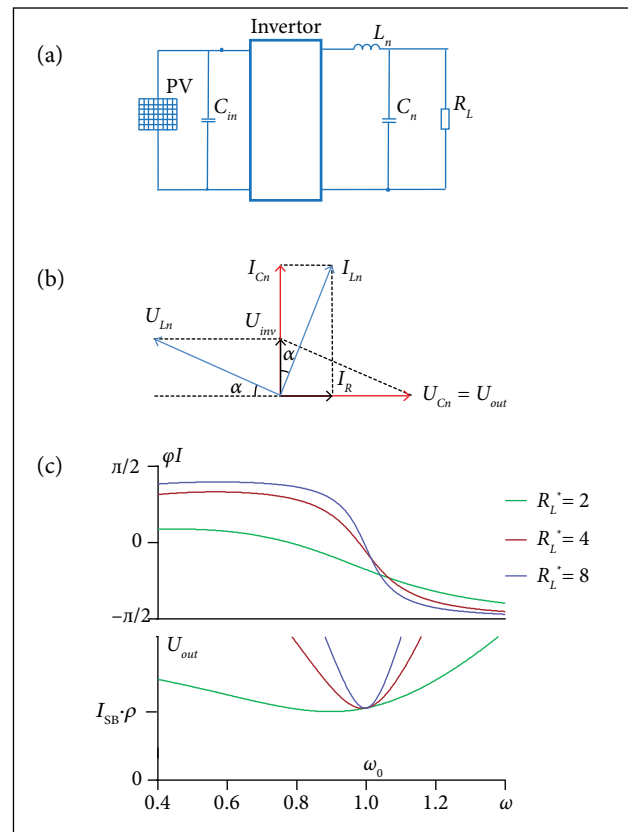 (a)
Invertor
L_n
PV
C_in
C_n
R_L
(b)
I_Cn
I_Ln
U_Ln
U_inv
α
α
I_R
U_Cn = U_out
(c)
φI
π/2
0
−π/2
R_L^* = 2
R_L^* = 4
R_L^* = 8
U_out
I_SB·ρ
0
ω_0
0.4 0.6 0.8 1.0 1.2 ω